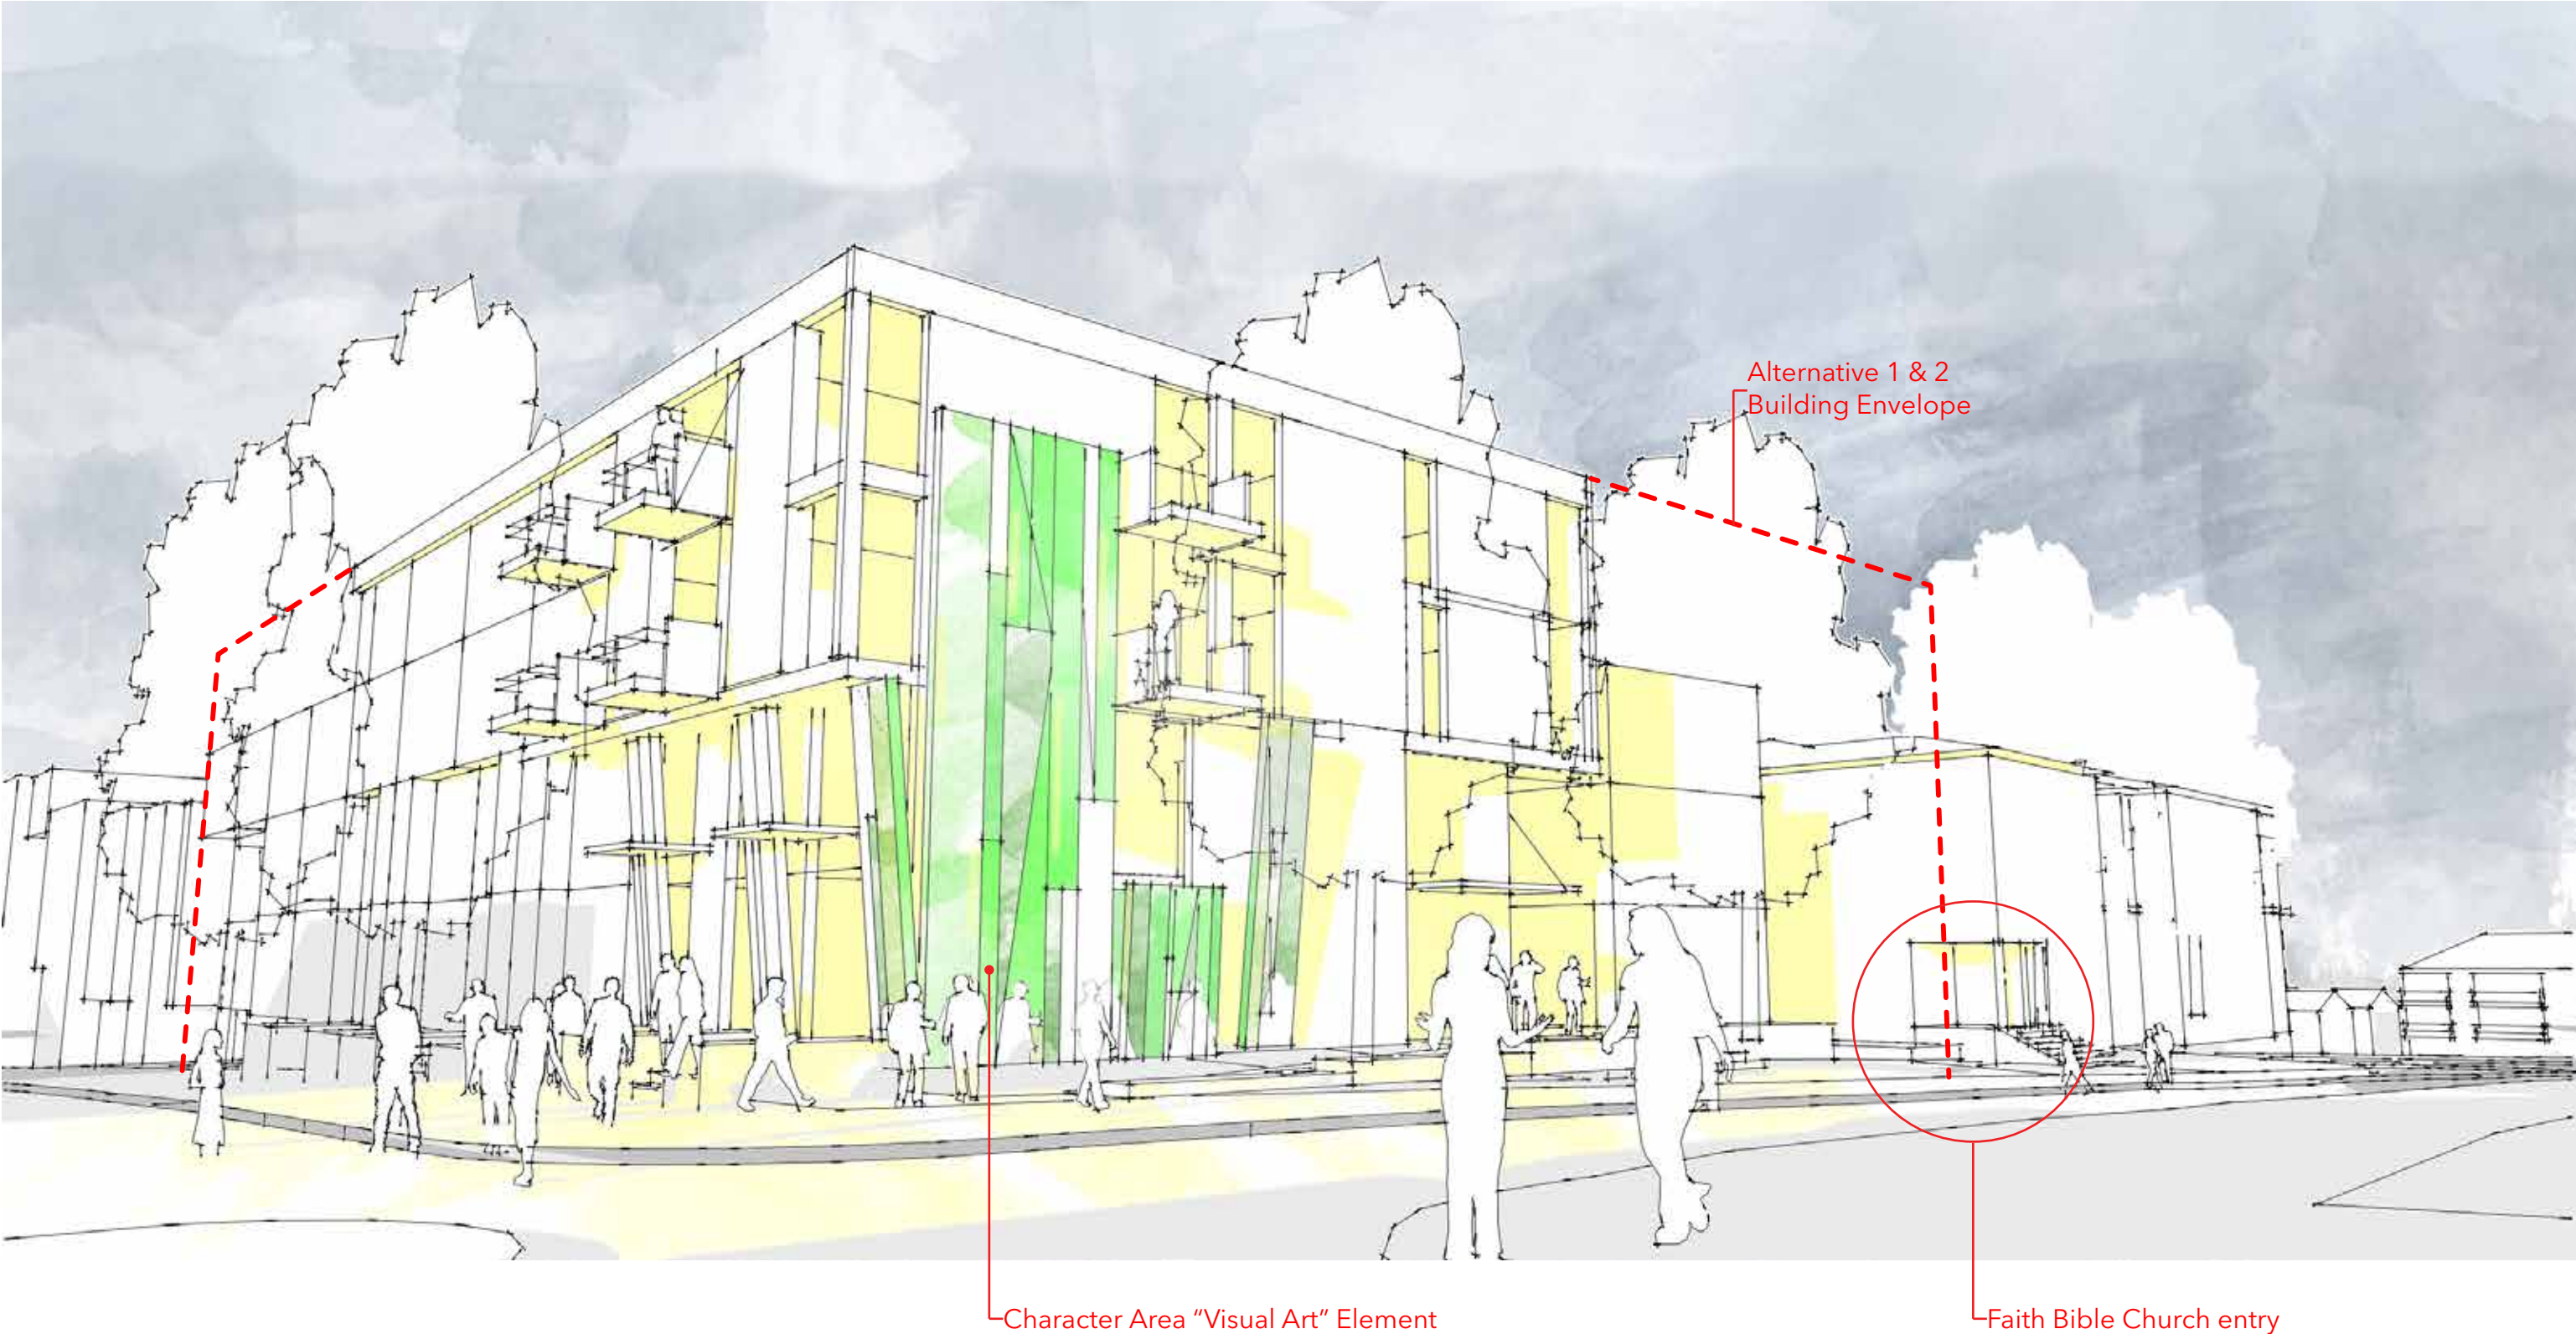 Alternative 1 & 2
Building Envelope
Character Area “Visual Art” Element
Faith Bible Church entry